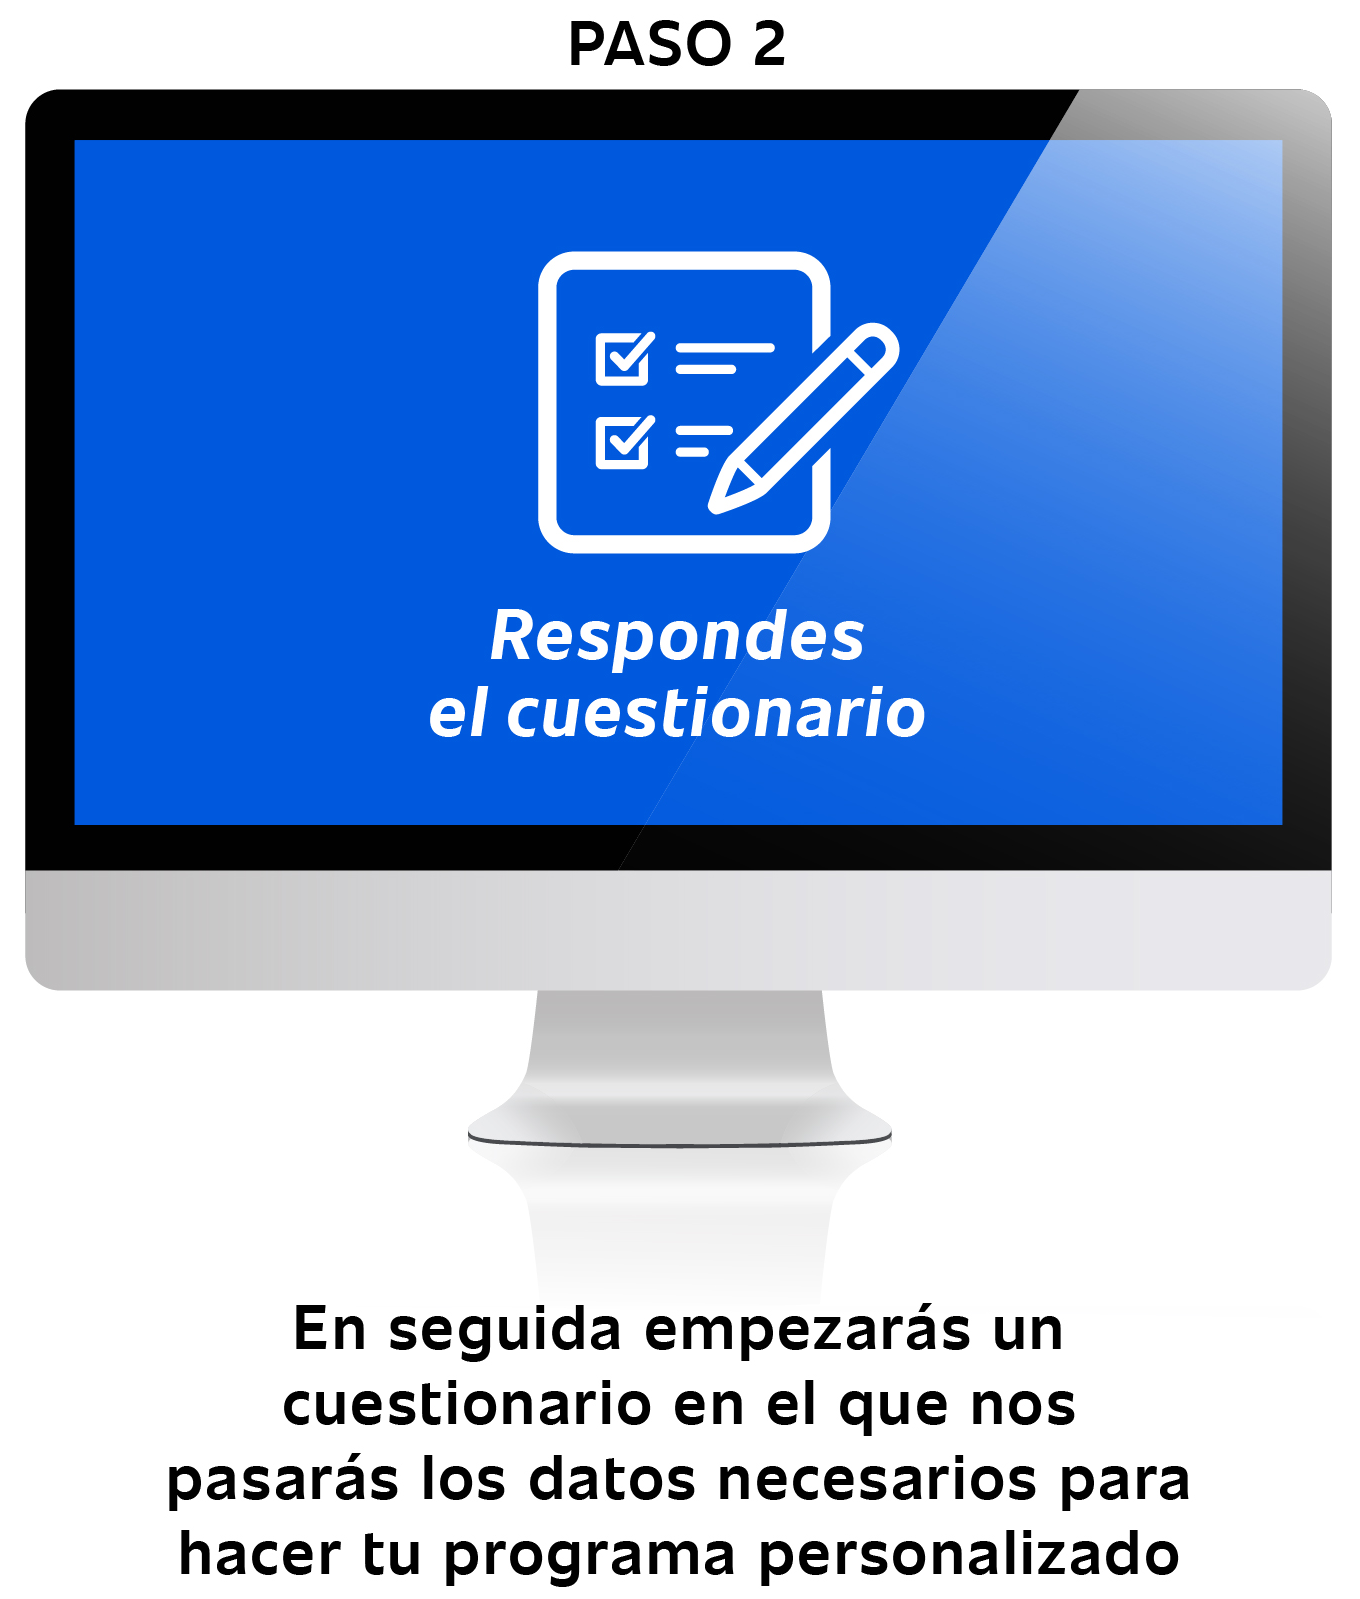 PASO 2
Respondes
el cuestionario
En seguida empezarás un
cuestionario en el que nos
pasarás los datos necesarios para
hacer tu programa personalizado